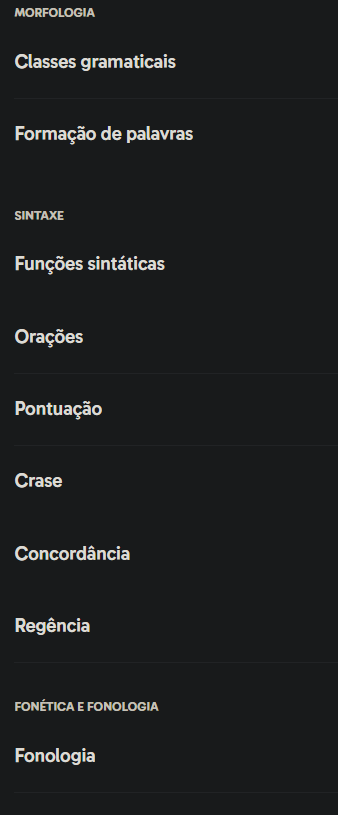 MORFOLOGIA
Classes gramaticais
Formação de palavras
SINTAXE
Funções sintáticas
Orações
Pontuação
Crase
Concordância
Regência
FONÉTICA E FONOLOGIA
Fonologia